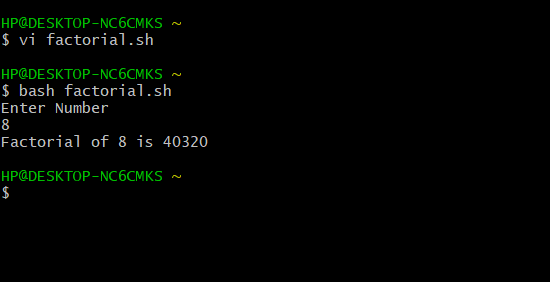 HP@DESKTOP-NC6CMKS ~
$ vi factorial.sh
HP@DESKTOP-NC6CMKS ~
$ bash factorial.sh
Enter Number
8
Factorial of 8 is 40320
HP@DESKTOP-NC6CMKS ~
$